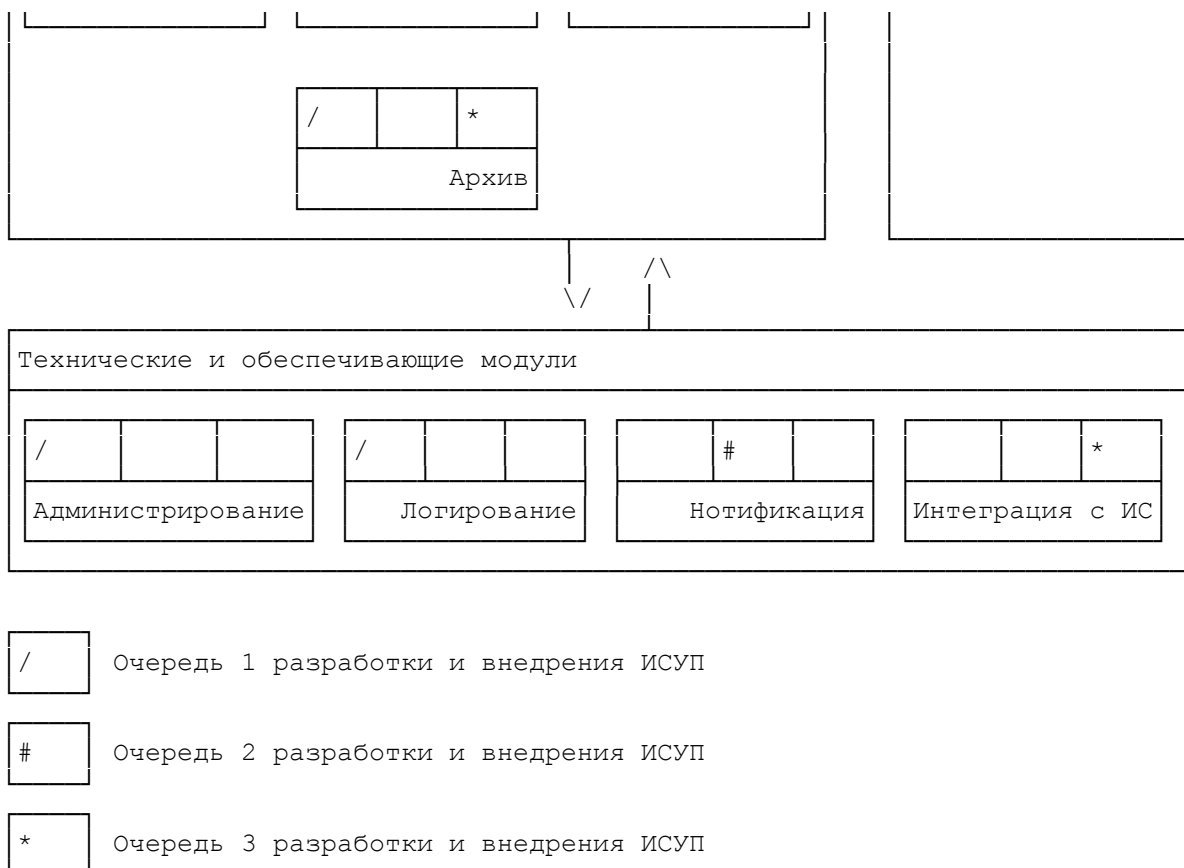 / *
Архив
/\
\/
Технические и обеспечивающие модули
/ / # *
Администрирование Логирование Нотификация Интеграция с ИС
/ Очередь 1 разработки и внедрения ИСУП
# Очередь 2 разработки и внедрения ИСУП
* Очередь 3 разработки и внедрения ИСУП